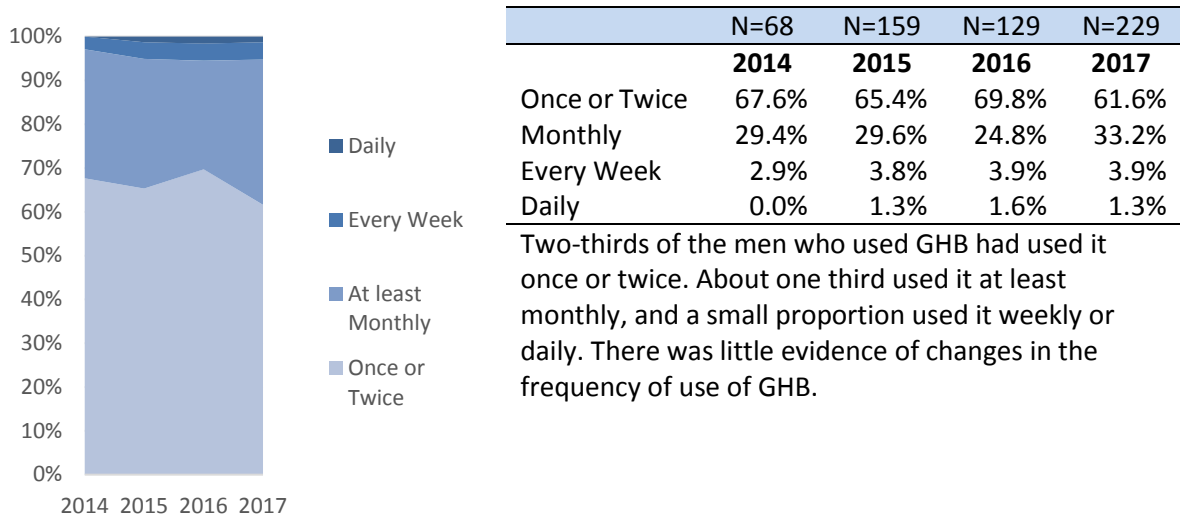 100%
90%
80%
70%
60%
50%
40%
30%
20%
10%
0%
2014 2015 2016 2017
Daily
Every Week
At least
Monthly
Once or
Twice
N=68 N=159 N=129 N=229
2014 2015 2016 2017
Once or Twice 67.6% 65.4% 69.8% 61.6%
Monthly 29.4% 29.6% 24.8% 33.2%
Every Week 2.9% 3.8% 3.9% 3.9%
Daily 0.0% 1.3% 1.6% 1.3%
Two-thirds of the men who used GHB had used it
once or twice. About one third used it at least
monthly, and a small proportion used it weekly or
daily. There was little evidence of changes in the
frequency of use of GHB.